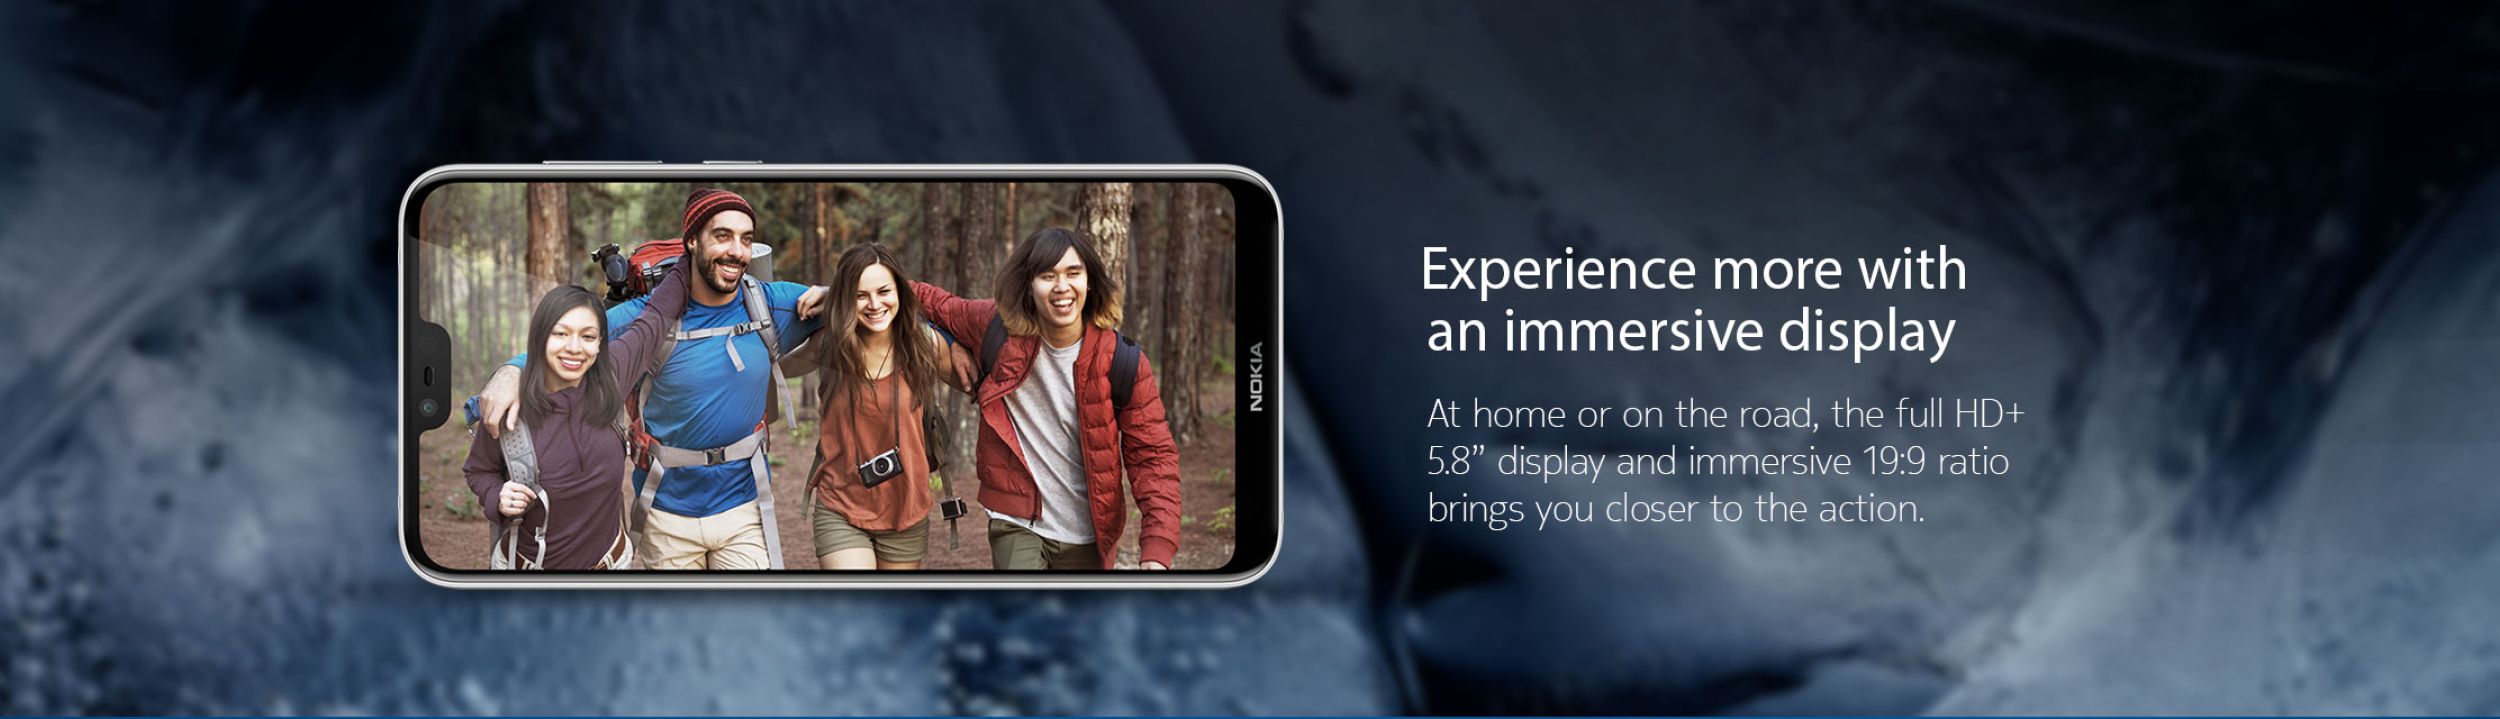 NOKIA
Experience more with
an immersive display
At home or on the road, the full HD+
5.8” display and immersive 19:9 ratio
brings you closer to the action.